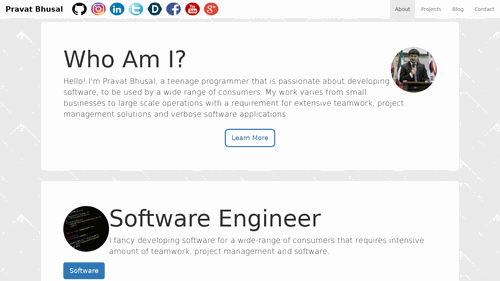 Pravat Bhusal
About Projects Blog Contact
Who Am I?
Hello! I'm Pravat Bhusal, a teenage programmer that is passionate about developing
software, to be used by a wide range of consumers. My work varies from small
businesses to large scale operations with a requirement for extensive teamwork, project
management solutions and verbose software applications
Learn More
Software Engineer
I fancy developing software for a wide-range of consumers that requires intensive
amount of teamwork, project management and software.
Software